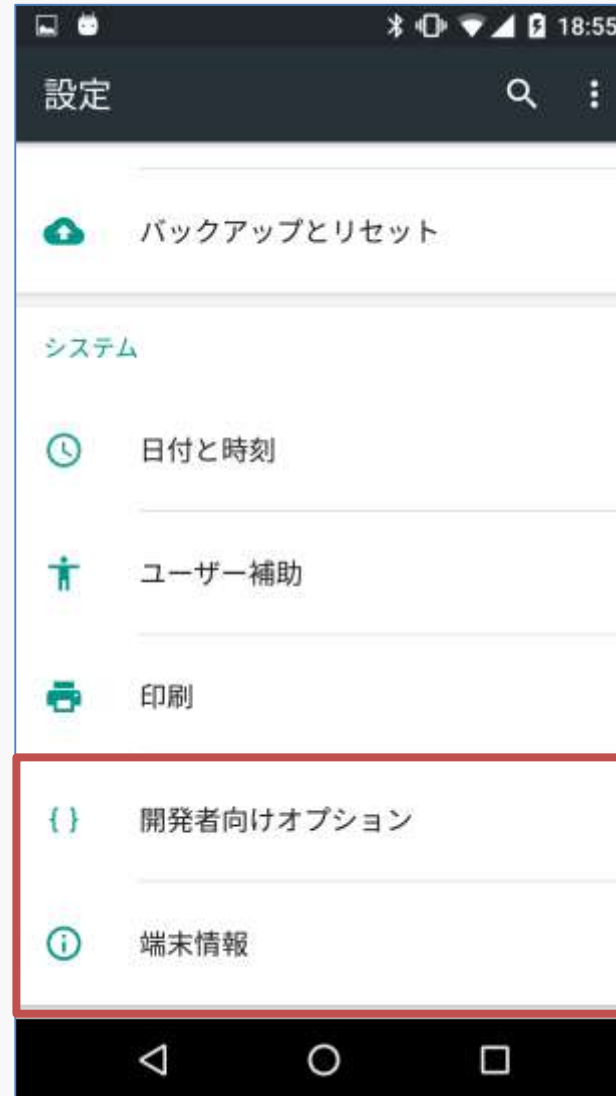 18:55
設定
バックアップとリセット
システム
日付と時刻
ユーザー補助
印刷
{ } 開発者向けオプション
端末情報